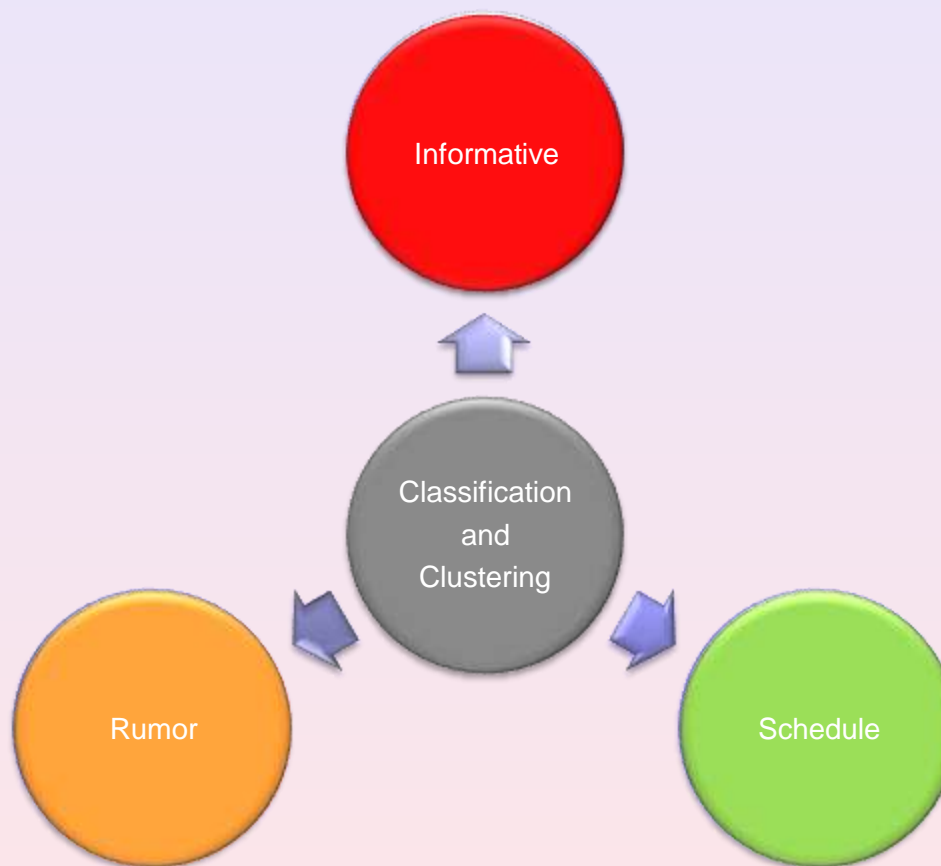 Informative
Classification
and
Clustering
Rumor
Schedule